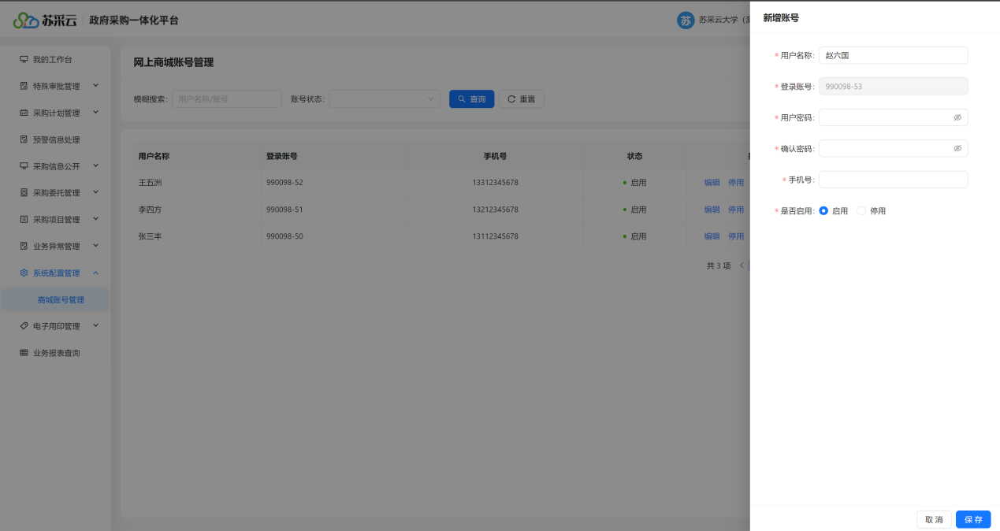 苏采云 政府采购一体化平台
苏 苏采云大学
我的工作台
特殊审批管理
采购计划管理
预警信息处理
采购信息公开
采购委托管理
采购项目管理
业务异常管理
系统配置管理
商城账号管理
电子用印管理
业务报表查询
网上商城账号管理
模糊搜索: 用户名称/账号 账号状态: 查询 重置
用户名称 登录账号 手机号 状态
王五洲 990098-52 13312345678 启用 编辑 停用
李四方 990098-51 13212345678 启用 编辑 停用
张三丰 990098-50 13112345678 启用 编辑 停用
共 3 项
新增账号
* 用户名称: 赵六国
* 登录账号: 990098-53
* 用户密码:
* 确认密码:
* 手机号:
* 是否启用: 启用 停用
取 消 保 存